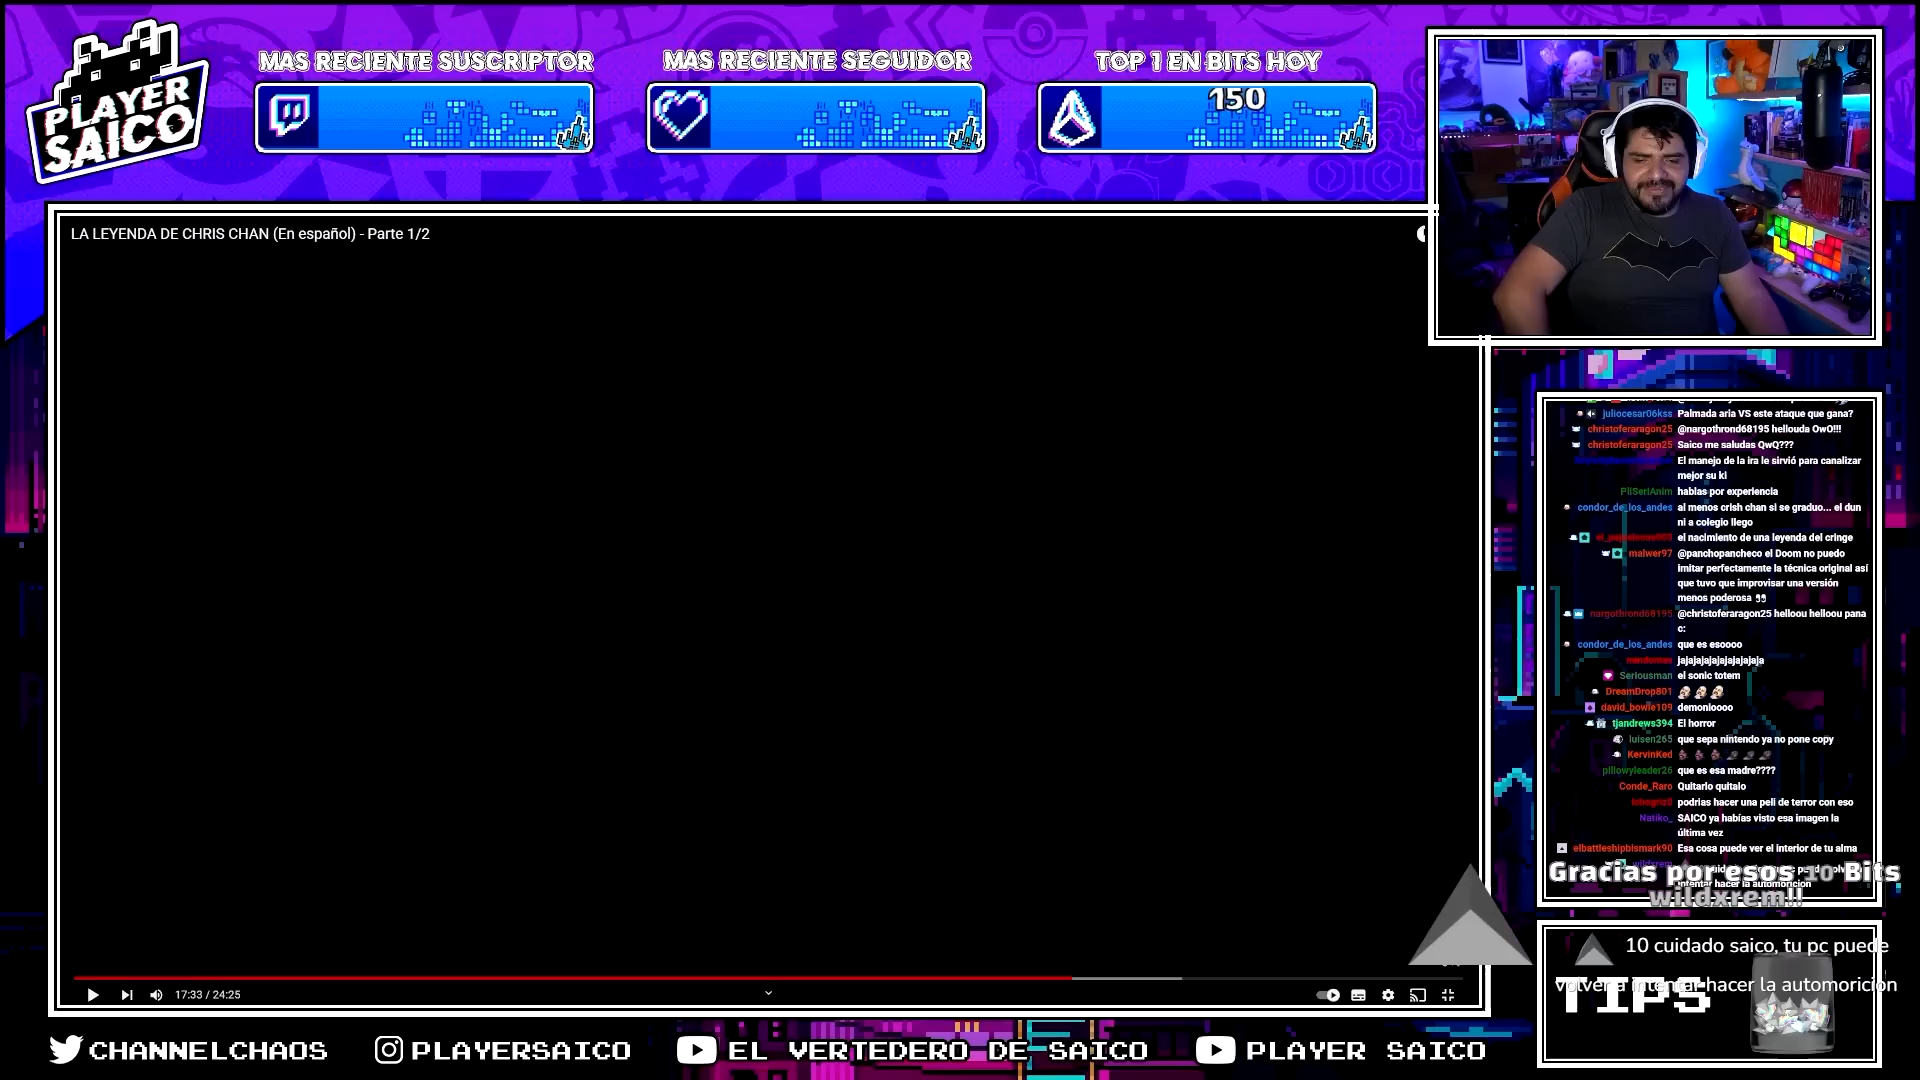 PLAYER
SAICO
MAS RECIENTE SUSCRIPTOR
MAS RECIENTE SEGUIDOR
TOP 1 EN BITS HOY
150
LA LEYENDA DE CHRIS CHAN (En español) - Parte 1/2
juliocesar06kss Palmada aria VS este ataque que gana?
christoferaragon25 @nargothrond68195 hellouda OwO!!!
christoferaragon25 Saico me saludas QwQ???
El manejo de la ira le sirvió para canalizar
mejor su ki
PliSeriAnim hablas por experiencia
condor_de_los_andes al menos crish chan si se graduo... el dun
ni a colegio llego
el nacimiento de una leyenda del cringe
malwer97 @panchopancheco el Doom no puedo
imitar perfectamente la técnica original así
que tuvo que improvisar una versión
menos poderosa
nargothrond68195 @christoferaragon25 helloou helloou pana
c:
condor_de_los_andes que es esoooo
jajajajajajajajajaja
Seriousman el sonic totem
DreamDrop801
david_bowie109 demonioooo
tjandrews394 El horror
luisen265 que sepa nintendo ya no pone copy
KervinKed
pillowyleader26 que es esa madre????
Conde_Raro Quitarlo quitalo
podrias hacer una peli de terror con eso
Natiko_ SAICO ya habías visto esa imagen la
última vez
elbattleshipbismark90 Esa cosa puede ver el interior de tu alma
intentar hacer la automoricion
Gracias por esos 10 Bits
wildxrem!!
10 cuidado saico, tu pc puede
volver a intentar hacer la automorición
TIPS
17:33 / 24:25
CHANNELCHAOS
PLAYERSAICO
EL VERTEDERO DE SAICO
PLAYER SAICO